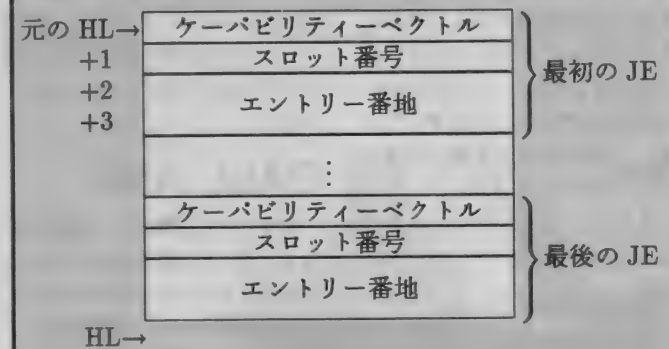 元の HL→ ケーパビリティーベクトル
+1 スロット番号
+2
+3 エントリー番地
最初の JE
⋮
ケーパビリティーベクトル
スロット番号
エントリー番地
最後の JE
HL→